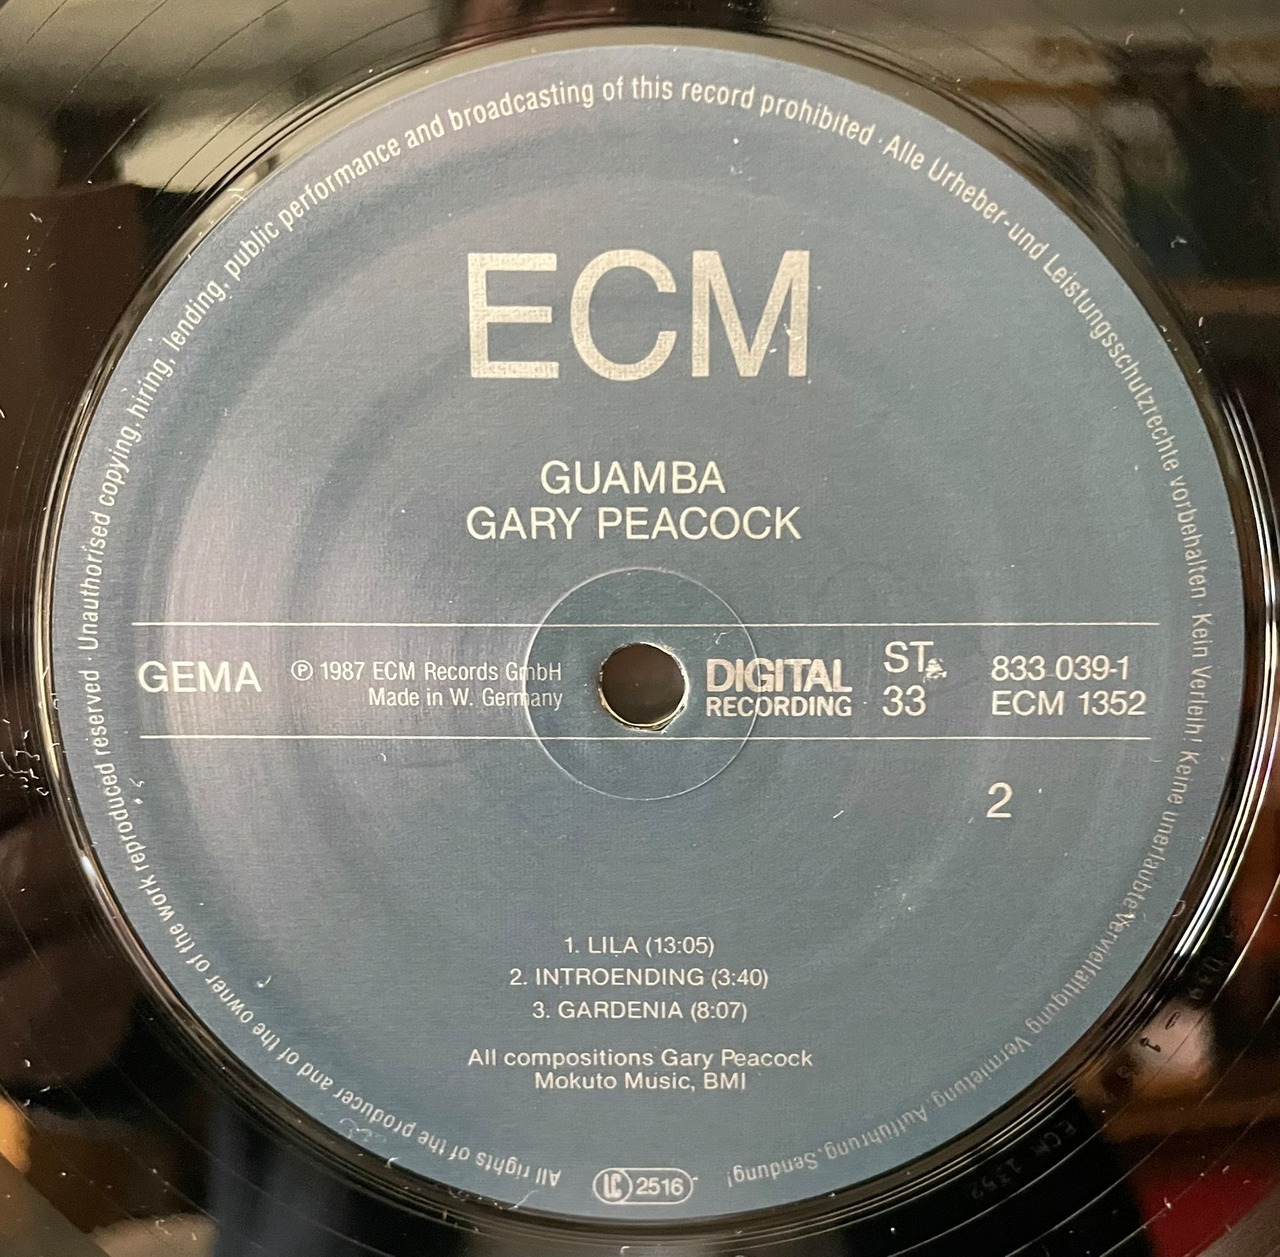 ECM
GUAMBA
GARY PEACOCK
GEMA
℗ 1987 ECM Records GmbH
Made in W. Germany
DIGITAL
RECORDING
ST
33
833 039-1
ECM 1352
2
1. LILA (13:05)
2. INTROENDING (3:40)
3. GARDENIA (8:07)
All compositions Gary Peacock
Mokuto Music, BMI
All rights of the producer and of the owner of the work reproduced reserved · Unauthorised copying, hiring, lending, public performance and broadcasting of this record prohibited · Alle Urheber-und Leistungsschutzrechte vorbehalten · Kein Verleih! Keine unerlaubte Vervielfältigung, Vermietung, Aufführung, Sendung!
LC 2516
ECM 1352